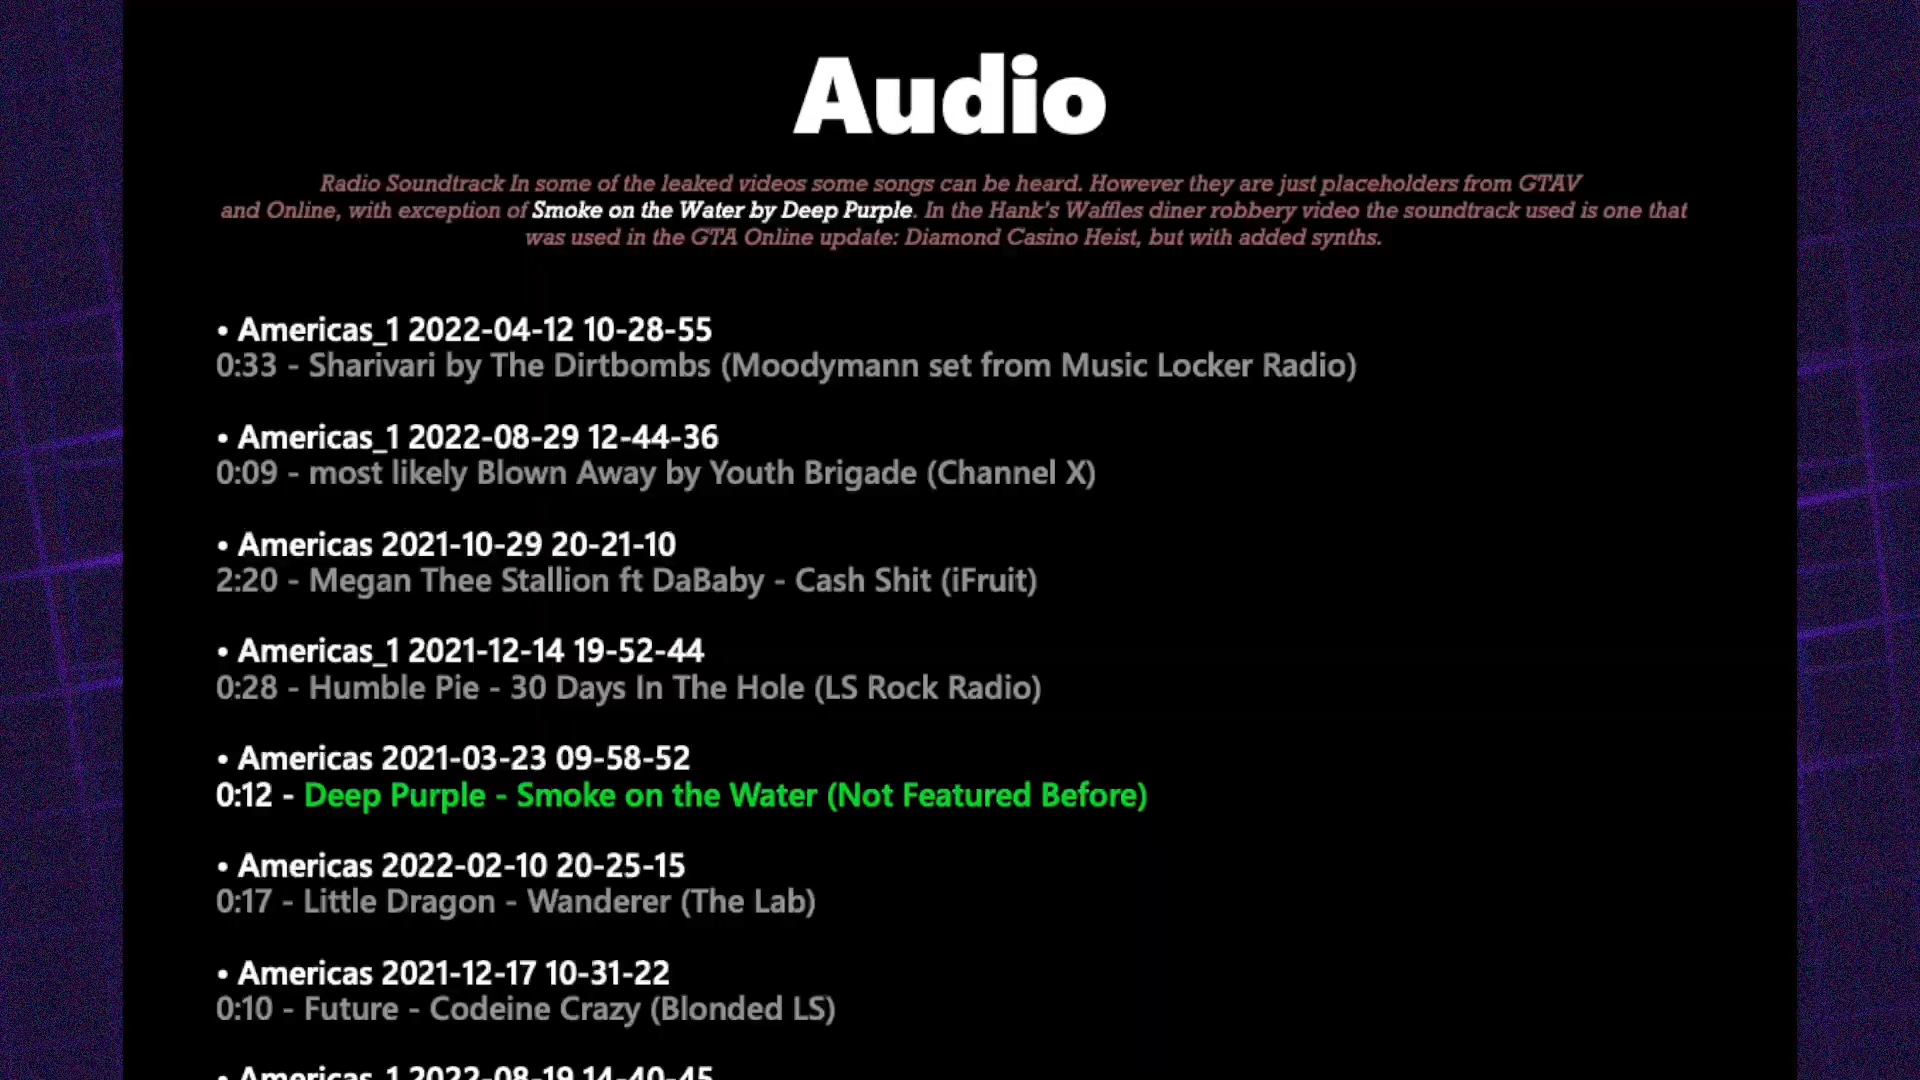 Audio
Radio Soundtrack In some of the leaked videos some songs can be heard. However they are just placeholders from GTAV
and Online, with exception of Smoke on the Water by Deep Purple. In the Hank's Waffles diner robbery video the soundtrack used is one that
was used in the GTA Online update: Diamond Casino Heist, but with added synths.
• Americas_1 2022-04-12 10-28-55
0:33 - Sharivari by The Dirtbombs (Moodymann set from Music Locker Radio)
• Americas_1 2022-08-29 12-44-36
0:09 - most likely Blown Away by Youth Brigade (Channel X)
• Americas 2021-10-29 20-21-10
2:20 - Megan Thee Stallion ft DaBaby - Cash Shit (iFruit)
• Americas_1 2021-12-14 19-52-44
0:28 - Humble Pie - 30 Days In The Hole (LS Rock Radio)
• Americas 2021-03-23 09-58-52
0:12 - Deep Purple - Smoke on the Water (Not Featured Before)
• Americas 2022-02-10 20-25-15
0:17 - Little Dragon - Wanderer (The Lab)
• Americas 2021-12-17 10-31-22
0:10 - Future - Codeine Crazy (Blonded LS)
• Americas_1 2022-08-19 14-40-45